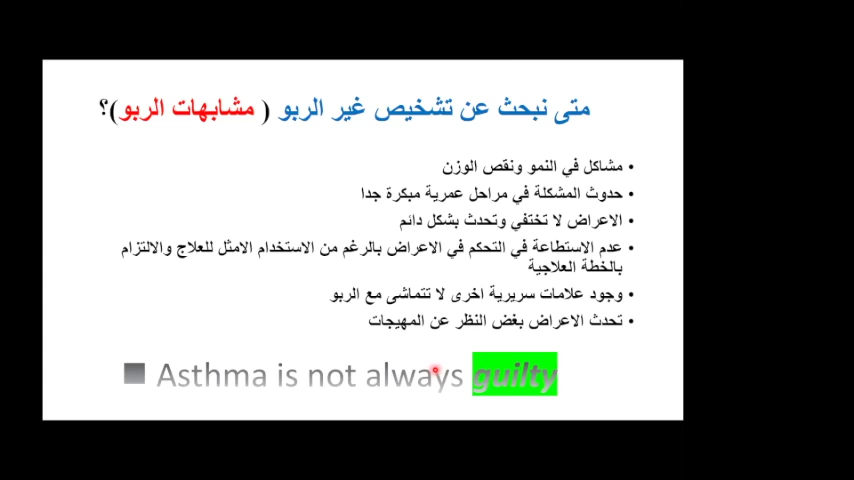 متى نبحث عن تشخيص غير الربو ( مشابهات الربو)؟
• مشاكل في النمو ونقص الوزن
• حدوث المشكلة في مراحل عمرية مبكرة جدا
• الاعراض لا تختفي وتحدث بشكل دائم
• عدم الاستطاعة في التحكم في الاعراض بالرغم من الاستخدام الامثل للعلاج والالتزام
بالخطة العلاجية
• وجود علامات سريرية اخرى لا تتماشى مع الربو
• تحدث الاعراض بغض النظر عن المهيجات
■ Asthma is not always guilty